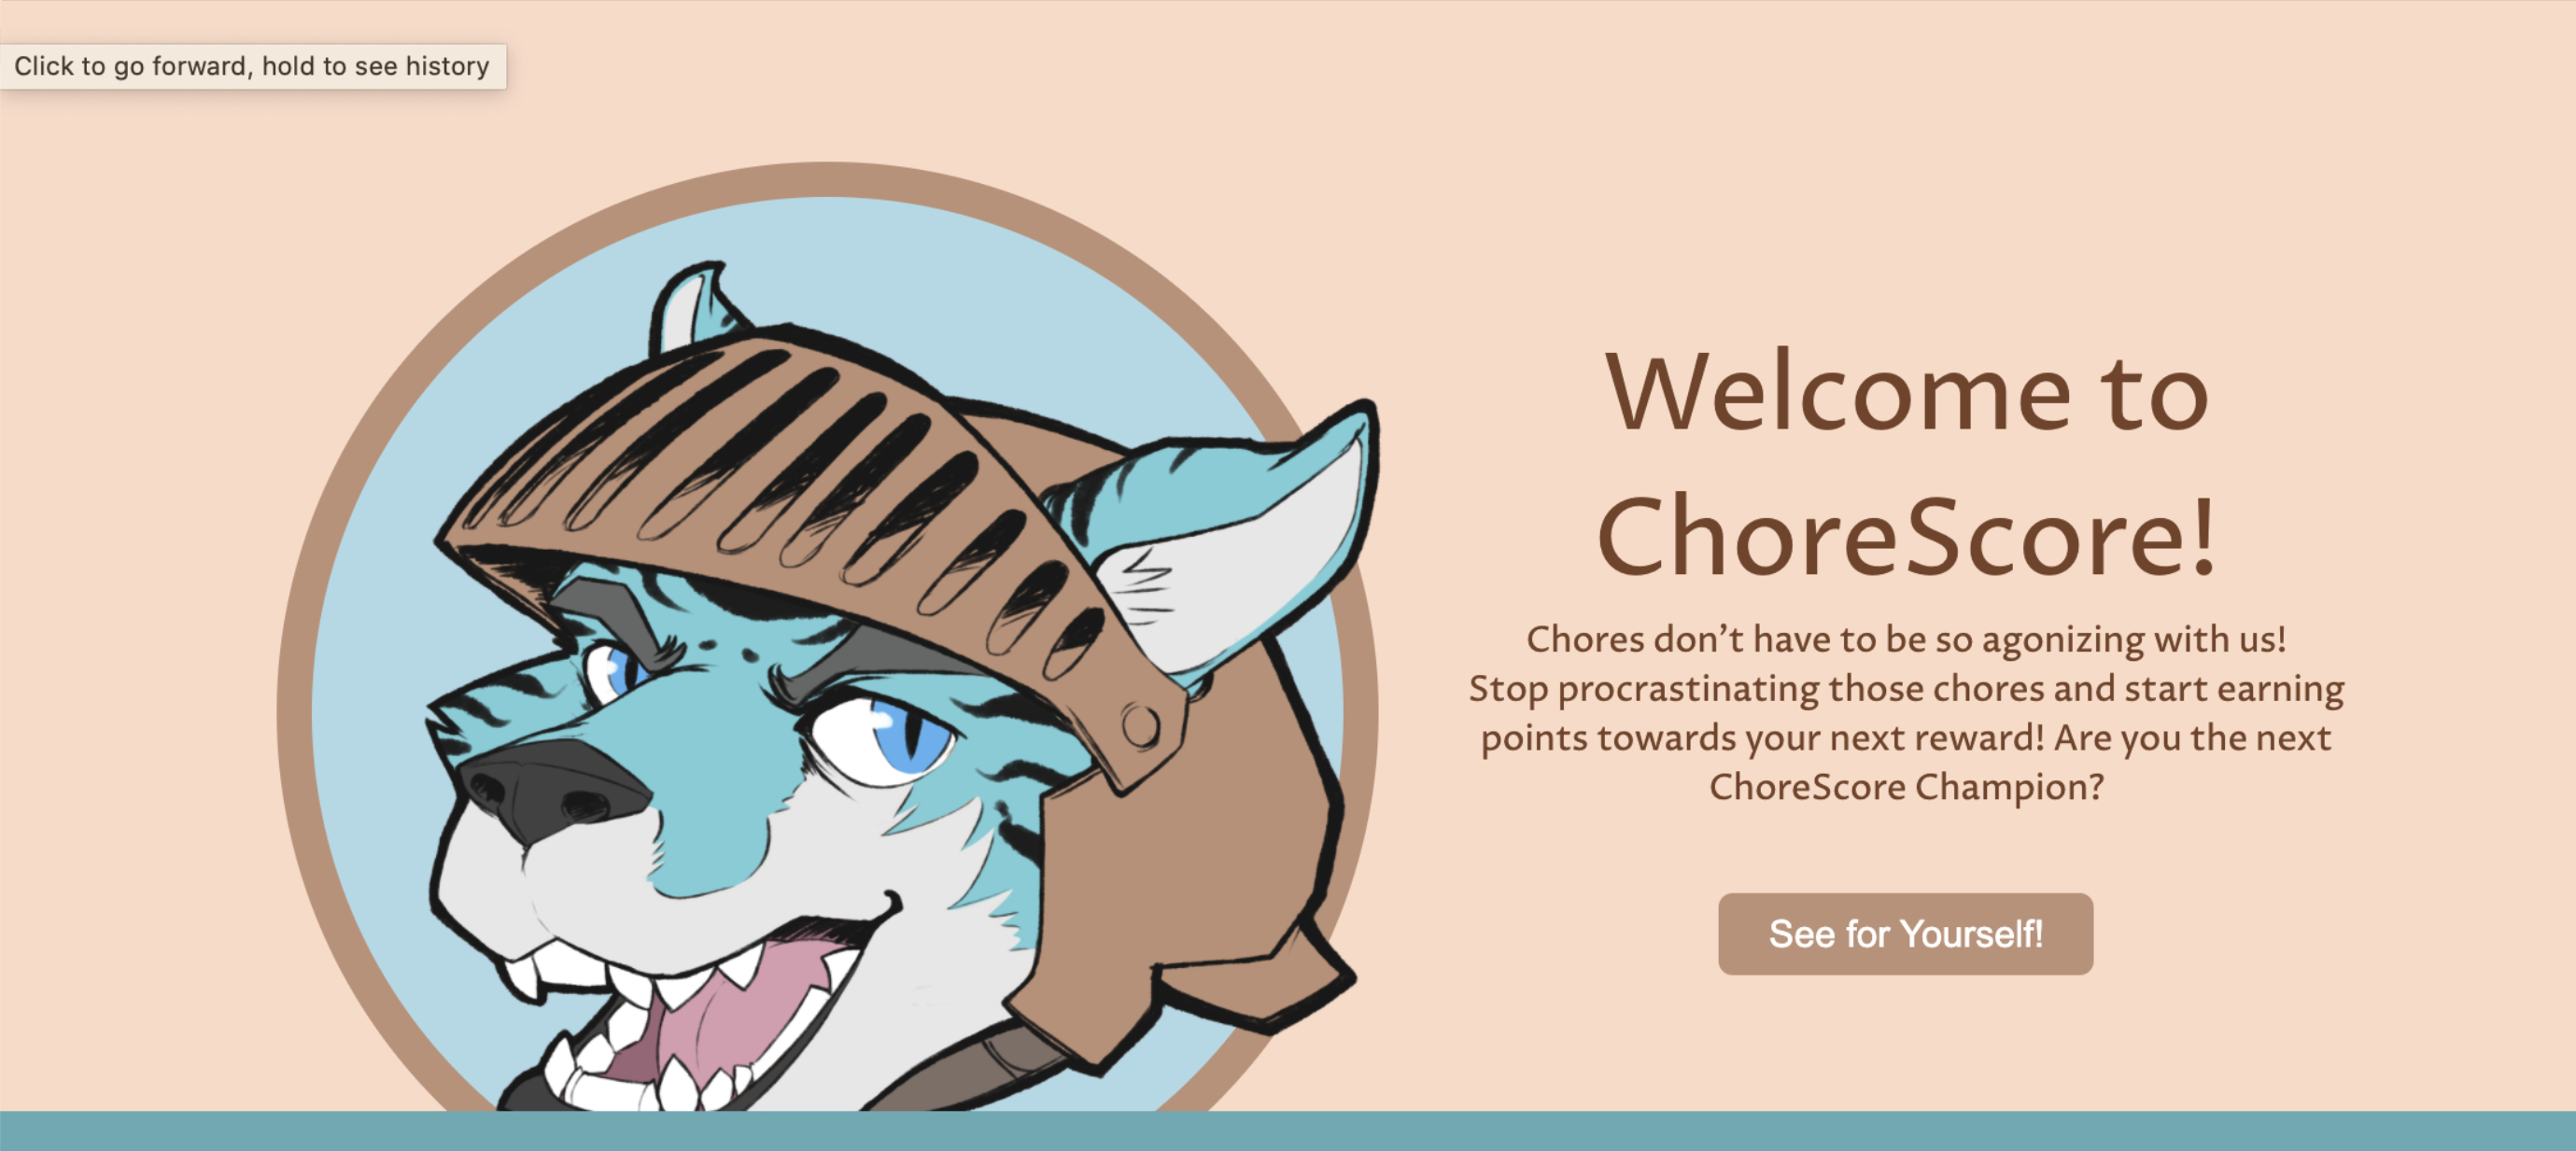 Click to go forward, hold to see history
Welcome to
ChoreScore!
Chores don’t have to be so agonizing with us!
Stop procrastinating those chores and start earning
points towards your next reward! Are you the next
ChoreScore Champion?
See for Yourself!